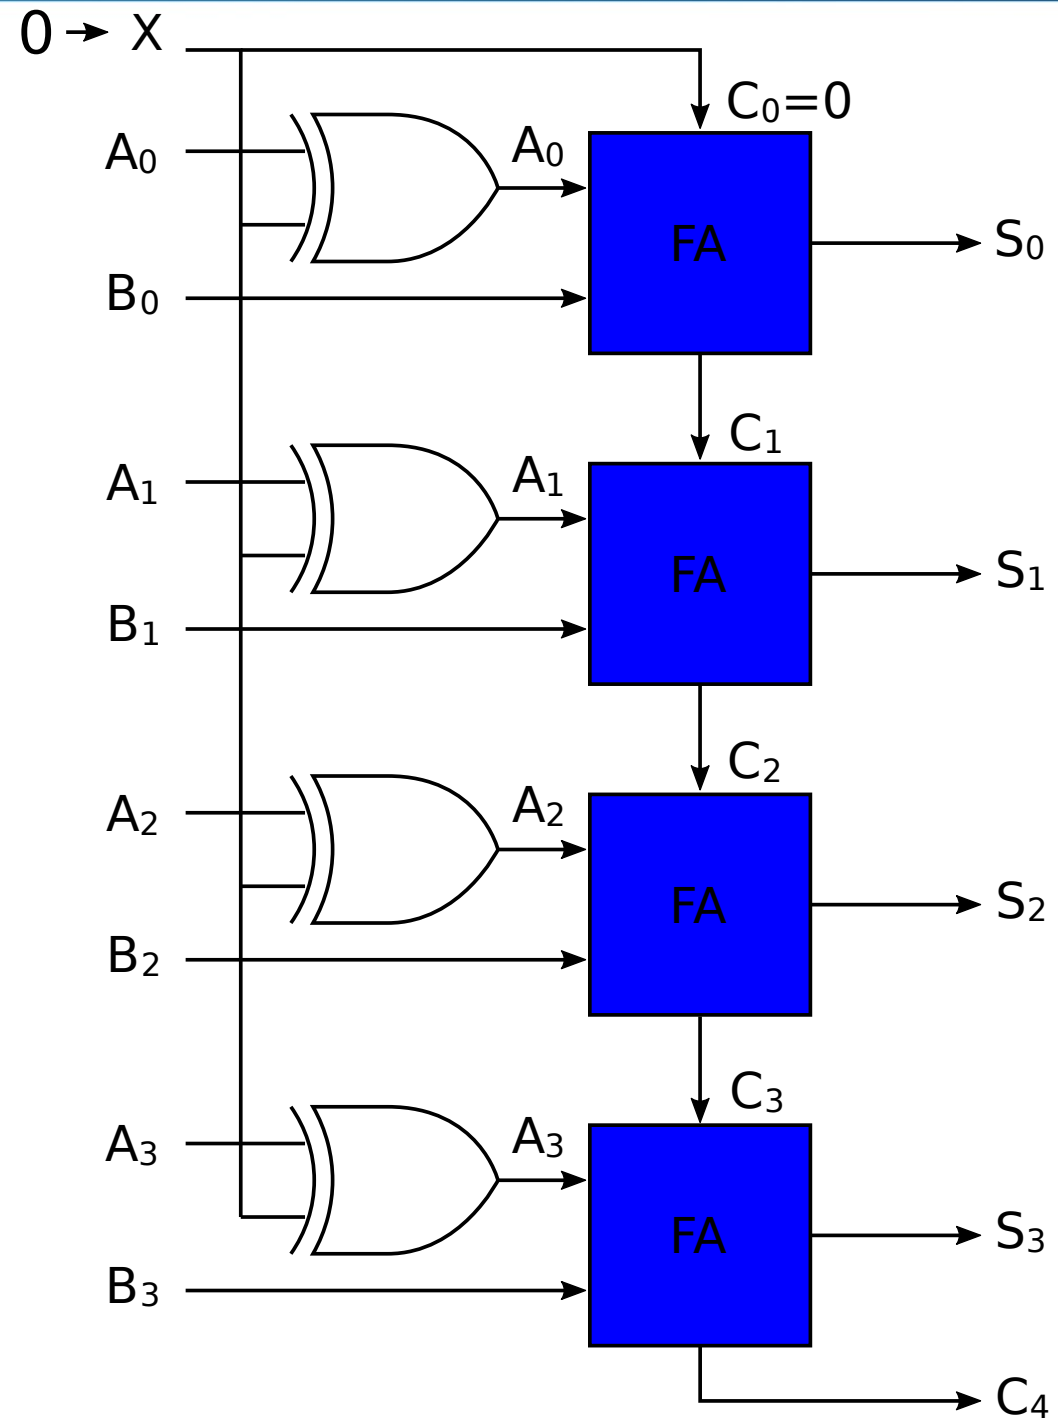 0 → X
C₀=0
A₀ A₀
FA S₀
B₀
C₁
A₁ A₁
FA S₁
B₁
C₂
A₂ A₂
FA S₂
B₂
C₃
A₃ A₃
FA S₃
B₃
C₄